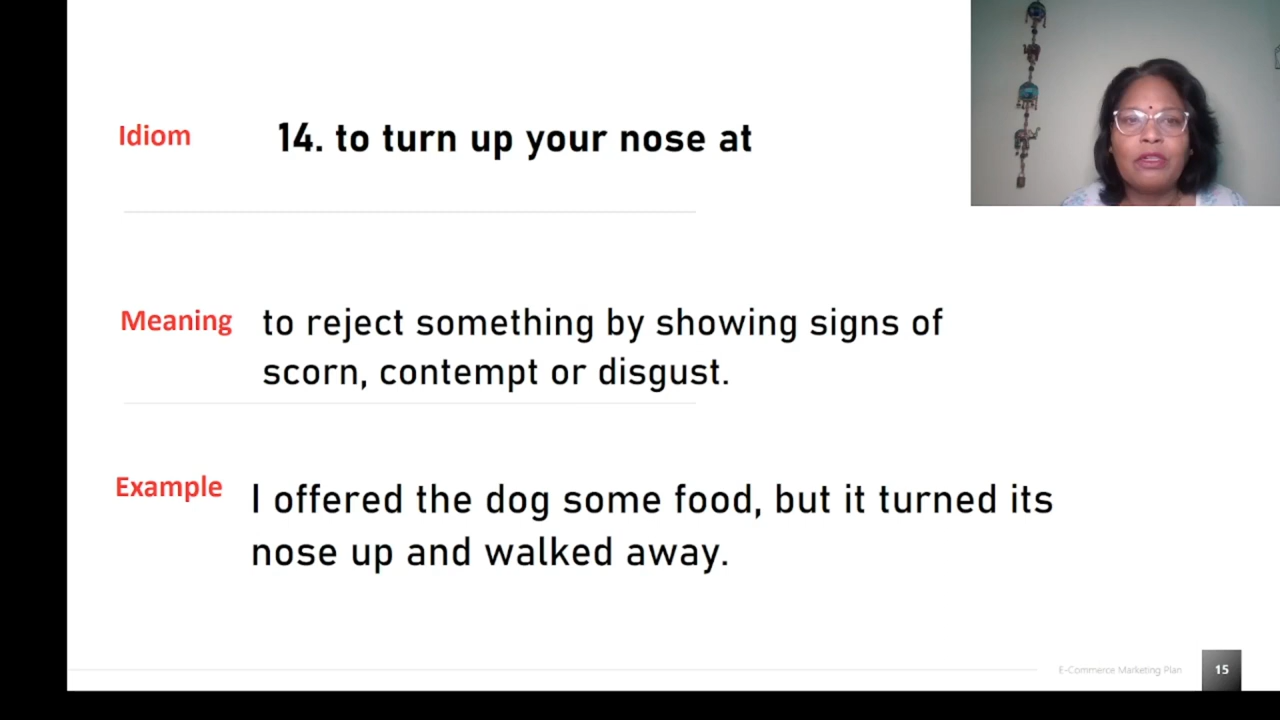 Idiom 14. to turn up your nose at
Meaning to reject something by showing signs of
scorn, contempt or disgust.
Example I offered the dog some food, but it turned its
nose up and walked away.
E-Commerce Marketing Plan 15